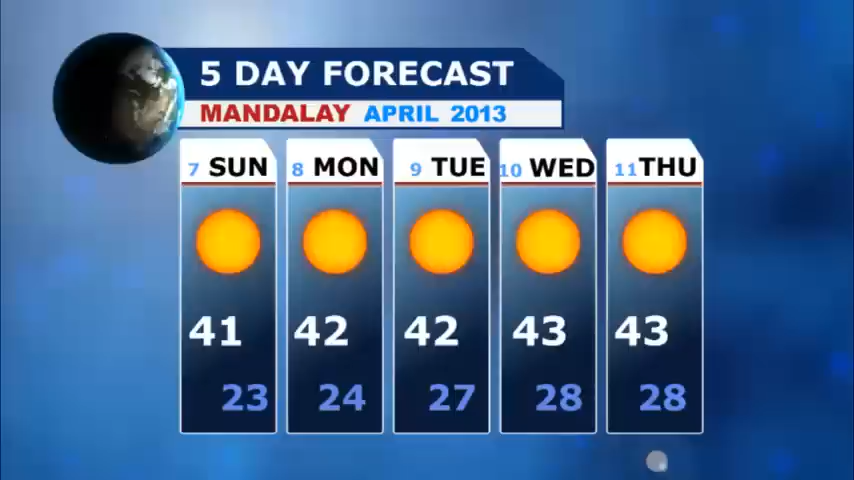 5 DAY FORECAST
MANDALAY APRIL 2013
7 SUN 8 MON 9 TUE 10 WED 11 THU
41 42 42 43 43
23 24 27 28 28